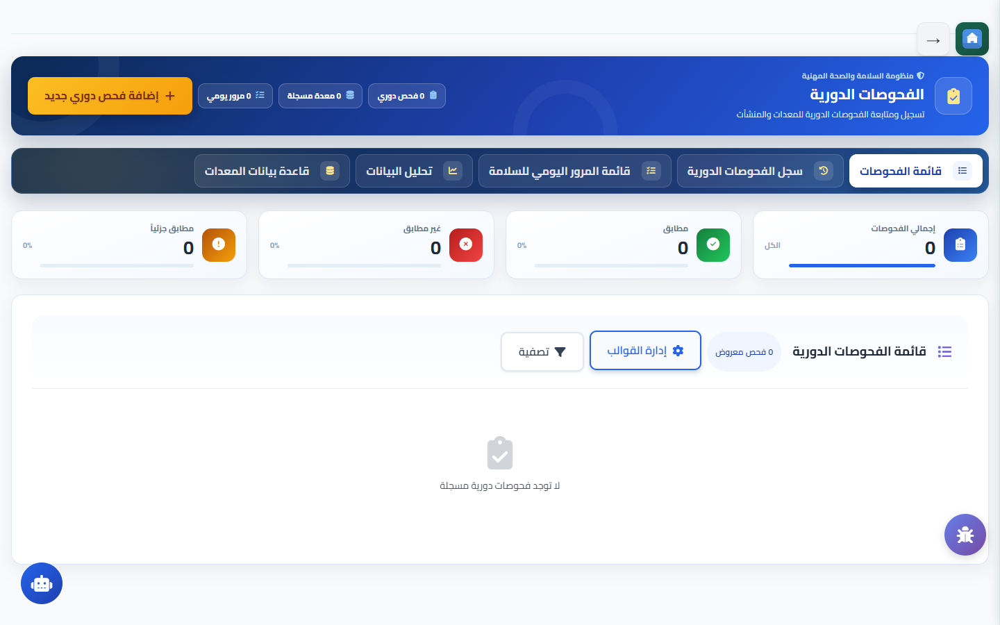 منظومة السلامة والصحة المهنية
الفحوصات الدورية
تسجيل ومتابعة الفحوصات الدورية للمعدات والمنشآت
0 فحص دوري
0 معدة مسجلة
0 مرور يومي
إضافة فحص دوري جديد
قائمة الفحوصات
سجل الفحوصات الدورية
قائمة المرور اليومي للسلامة
تحليل البيانات
قاعدة بيانات المعدات
إجمالي الفحوصات
0
الكل
مطابق
0
0%
غير مطابق
0
0%
مطابق جزئياً
0
0%
قائمة الفحوصات الدورية
0 فحص معروض
إدارة القوالب
تصفية
لا توجد فحوصات دورية مسجلة